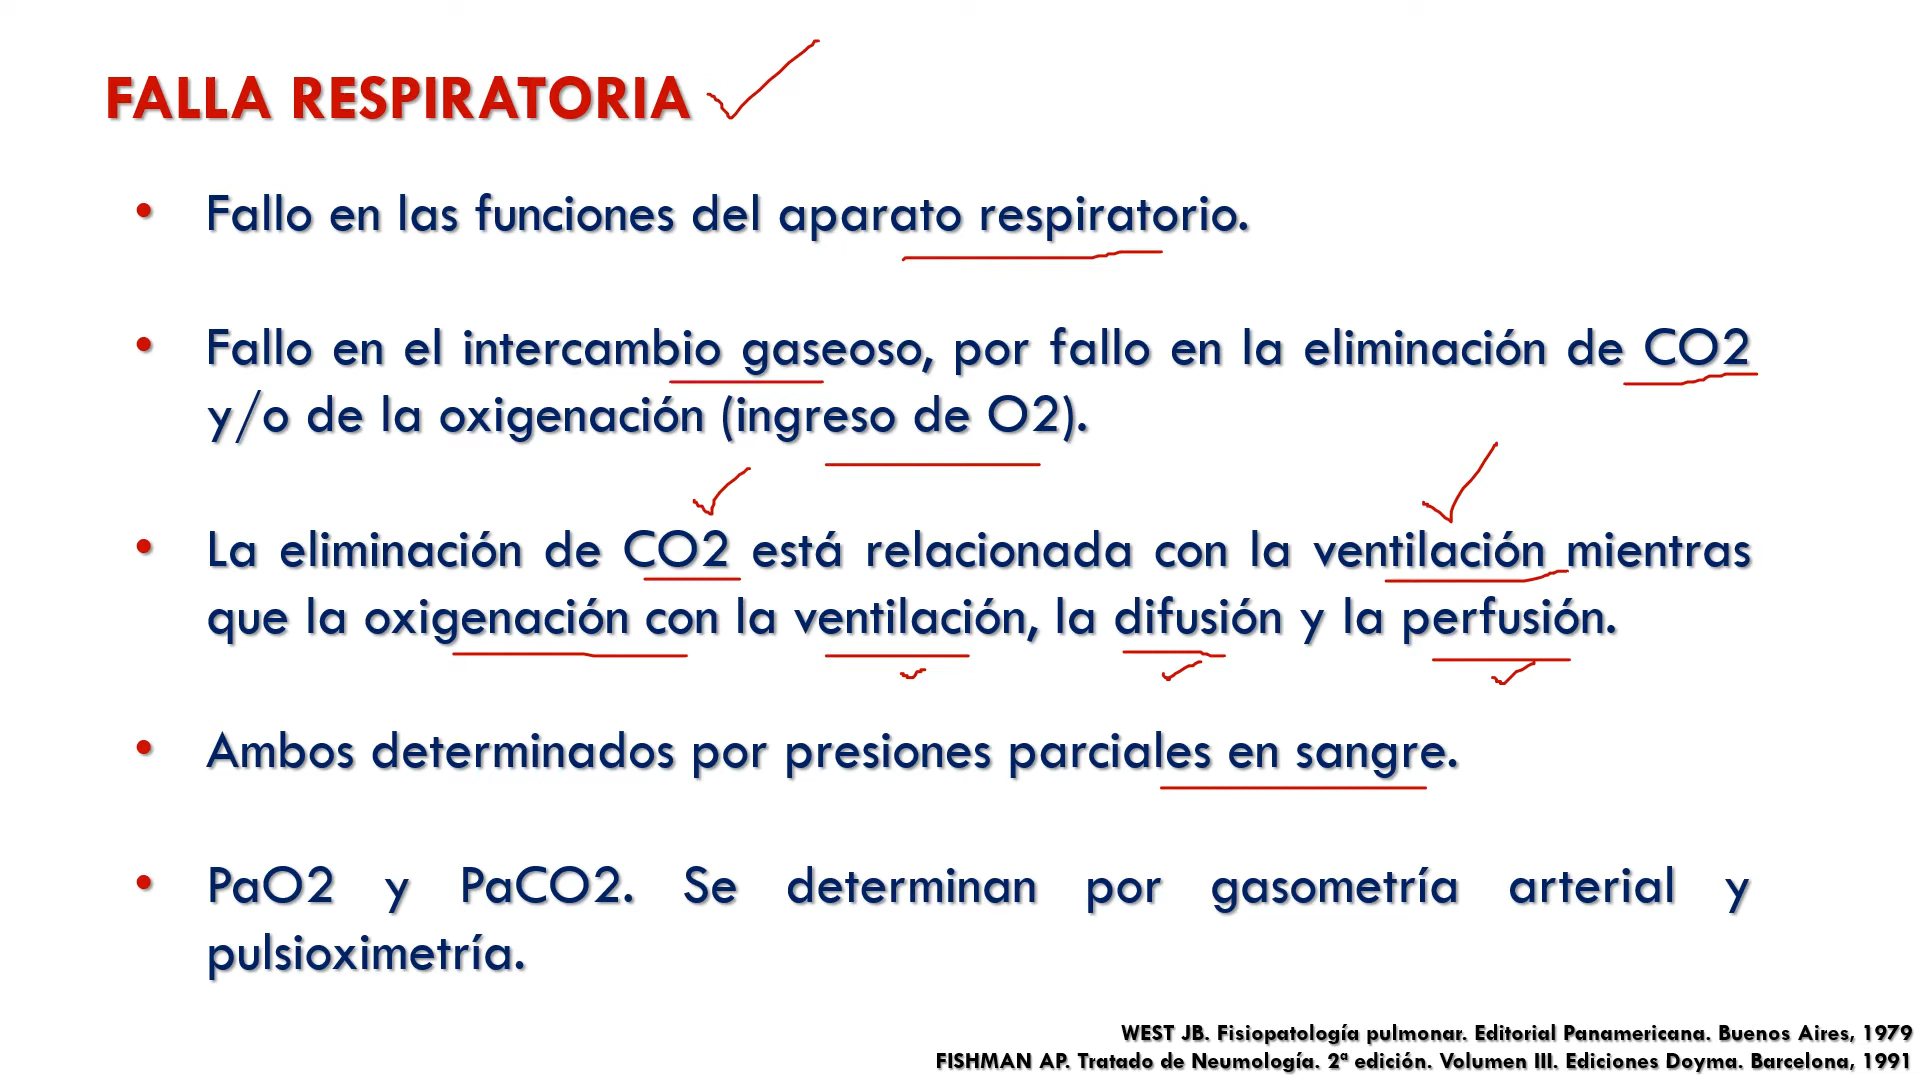 FALLA RESPIRATORIA
• Fallo en las funciones del aparato respiratorio.
• Fallo en el intercambio gaseoso, por fallo en la eliminación de CO2
y/o de la oxigenación (ingreso de O2).
• La eliminación de CO2 está relacionada con la ventilación mientras
que la oxigenación con la ventilación, la difusión y la perfusión.
• Ambos determinados por presiones parciales en sangre.
• PaO2 y PaCO2. Se determinan por gasometría arterial y
pulsioximetría.
WEST JB. Fisiopatología pulmonar. Editorial Panamericana. Buenos Aires, 1979
FISHMAN AP. Tratado de Neumología. 2ª edición. Volumen III. Ediciones Doyma. Barcelona, 1991